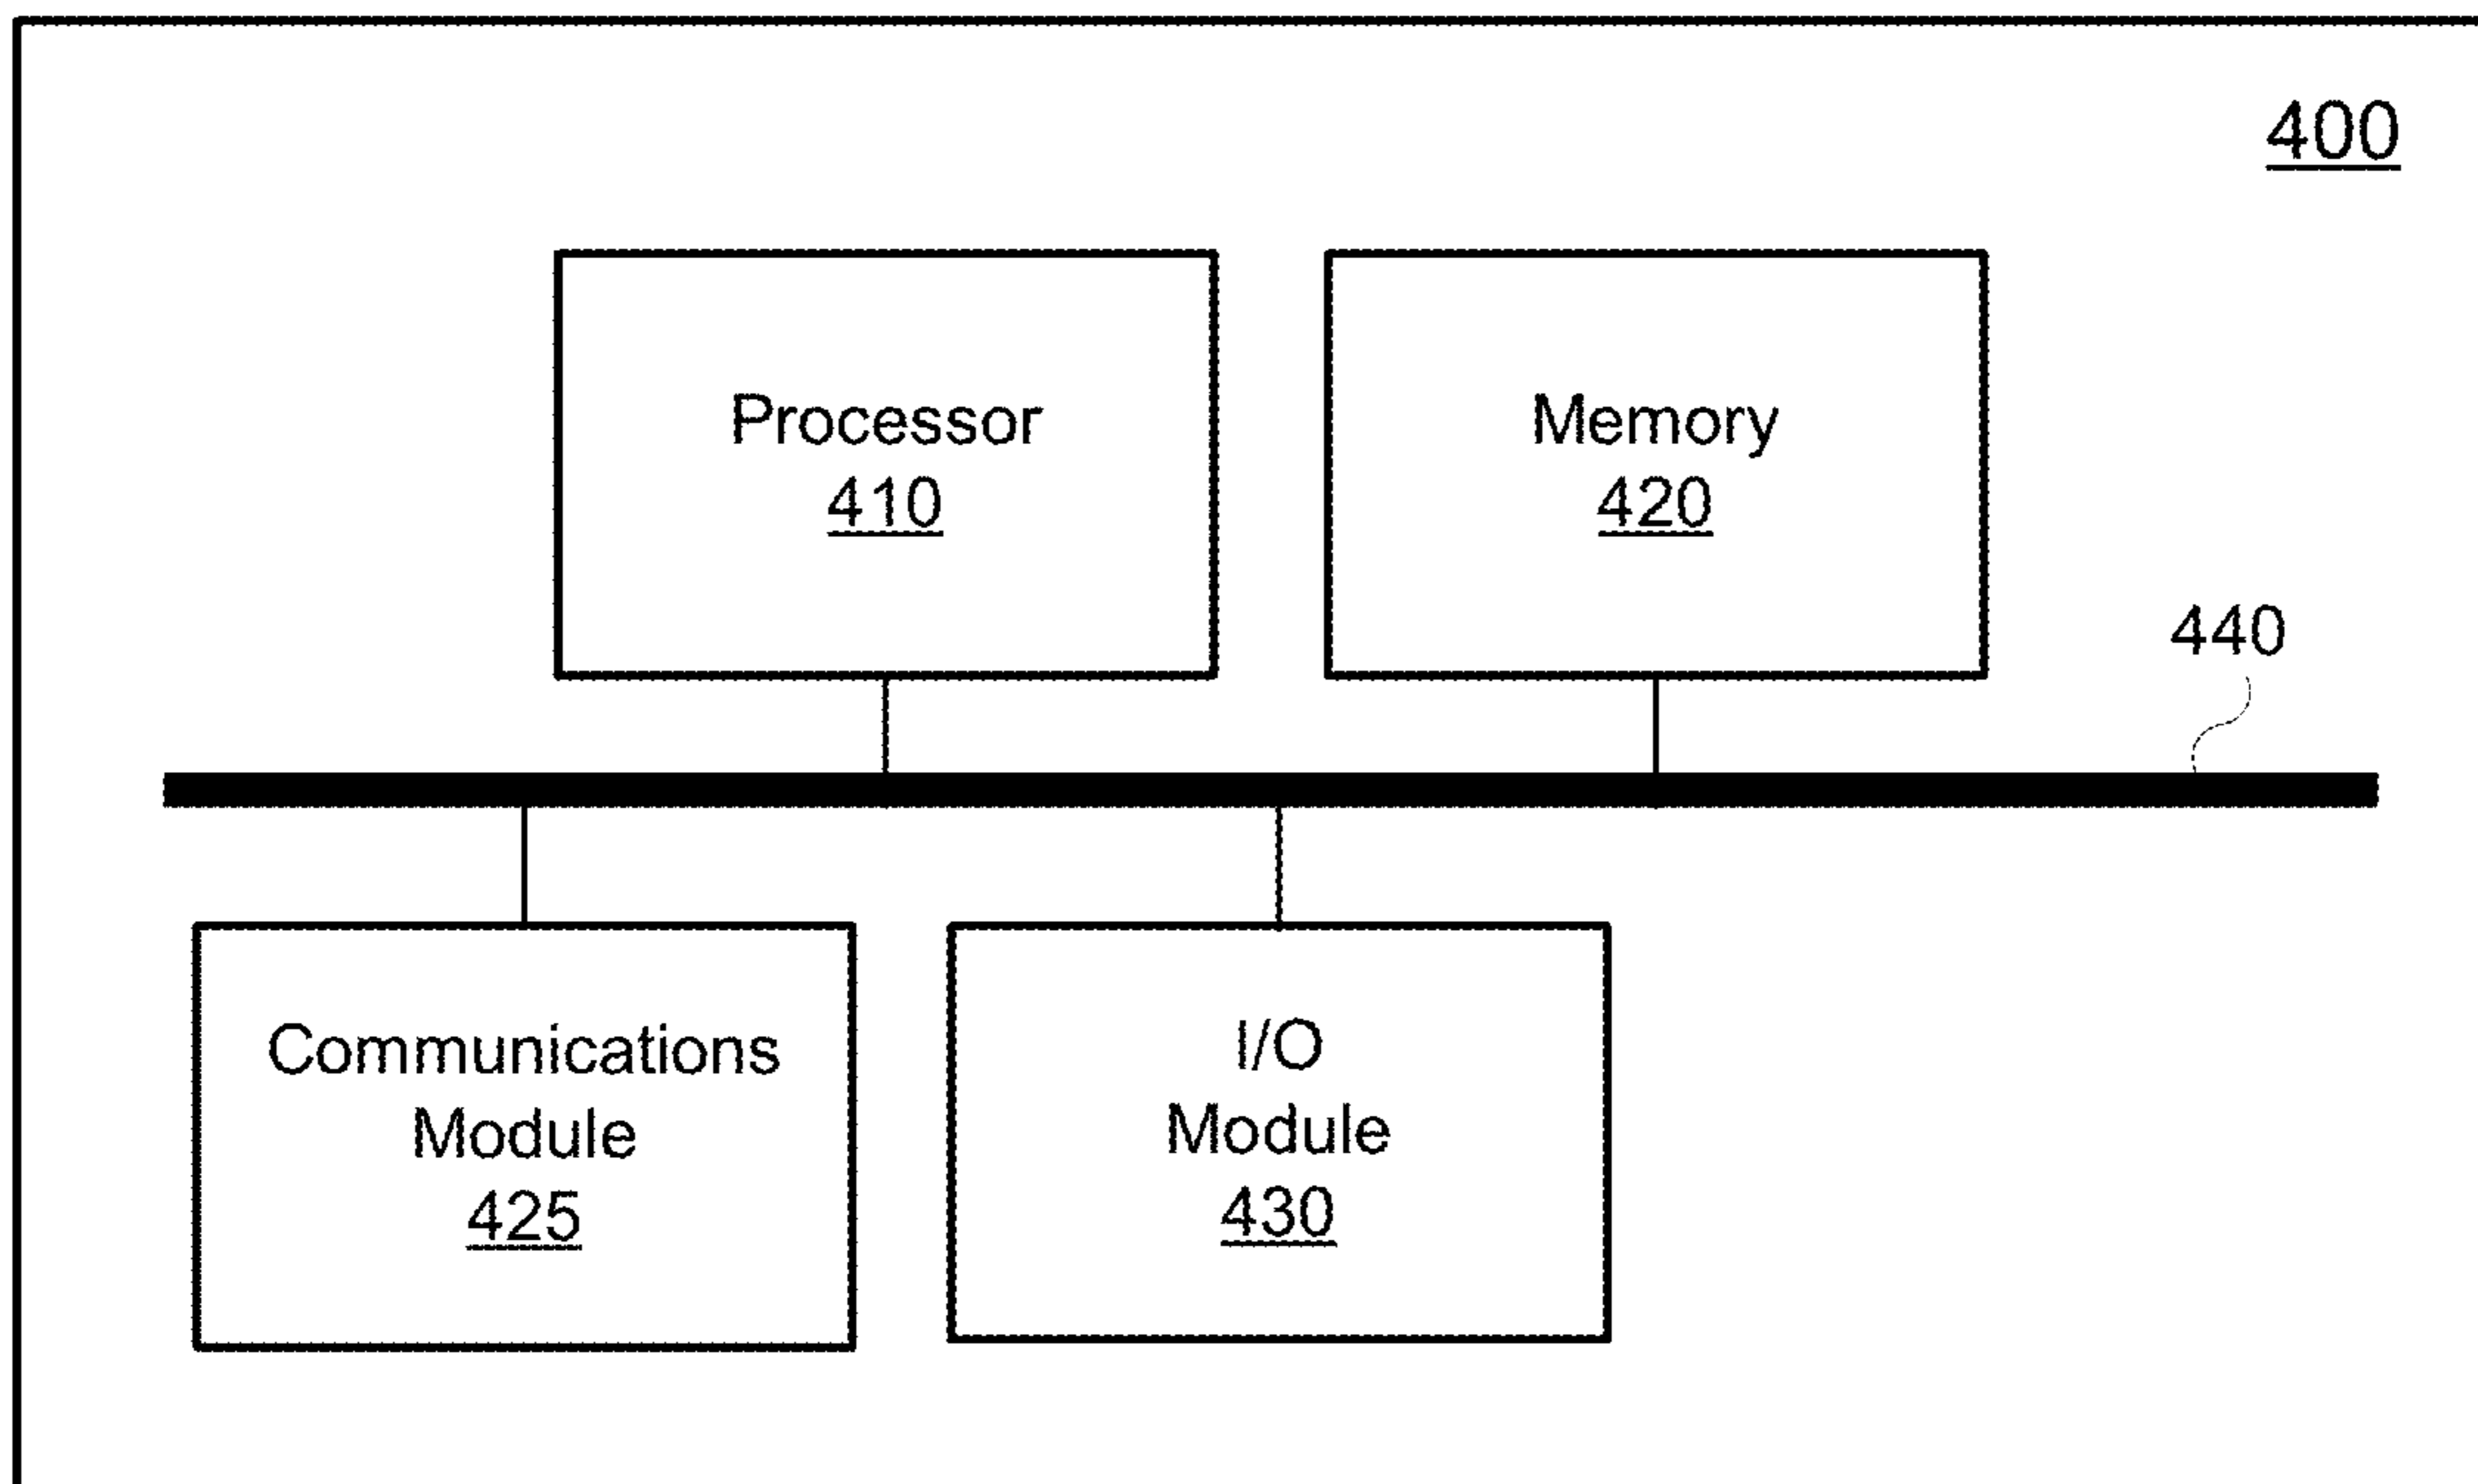 400
Processor
410
Memory
420
440
Communications
Module
425
I/O
Module
430